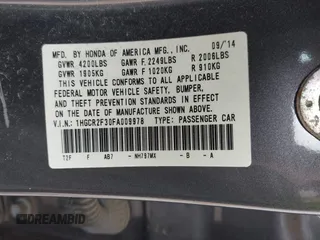 MFD. BY HONDA OF AMERICA MFG., INC. 09/14
GVWR 4200LBS GAWR F 2249LBS R 2006LBS
GVWR 1905KG GAWR F 1020KG R 910KG
THIS VEHICLE CONFORMS TO ALL APPLICABLE
FEDERAL MOTOR VEHICLE SAFETY, BUMPER,
AND THEFT PREVENTION STANDARDS IN EFFECT
ON THE DATE OF MANUFACTURE SHOWN ABOVE.
V.I.N.: 1HGCR2F30FA009978 TYPE: PASSENGER CAR
T2F F AB7 - NH797MX - B - A
DREAMBID